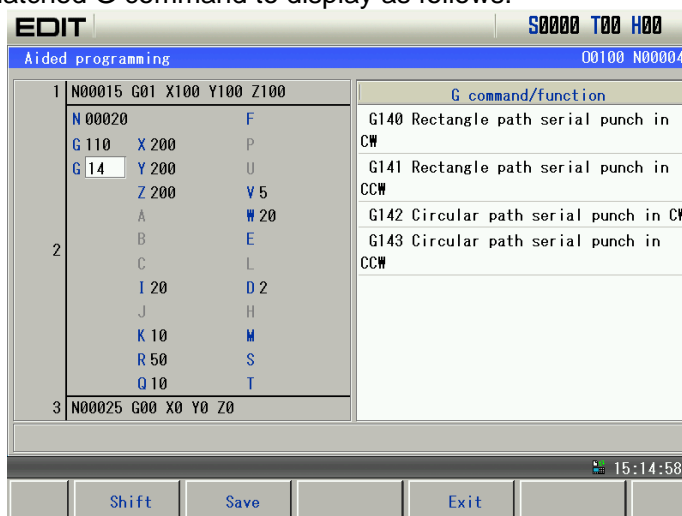 matched G command to display as follows:
EDIT S0000 T00 H00
Aided programming O0100 N00004
1 N00015 G01 X100 Y100 Z100
N 00020 F
G 110 X 200 P
G 14 Y 200 U
Z 200 V 5
A W 20
B E
2
C L
I 20 D 2
J H
K 10 M
R 50 S
Q 10 T
3 N00025 G00 X0 Y0 Z0
G command/function
G140 Rectangle path serial punch in
CW
G141 Rectangle path serial punch in
CCW
G142 Circular path serial punch in CW
G143 Circular path serial punch in
CCW
15:14:58
Shift Save Exit